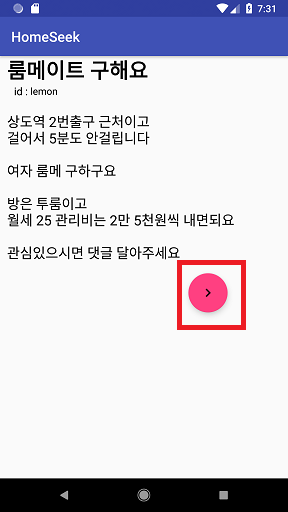 7:31
HomeSeek
룸메이트 구해요
id : lemon
상도역 2번출구 근처이고
걸어서 5분도 안걸립니다
여자 룸메 구하구요
방은 투룸이고
월세 25 관리비는 2만 5천원씩 내면되요
관심있으시면 댓글 달아주세요